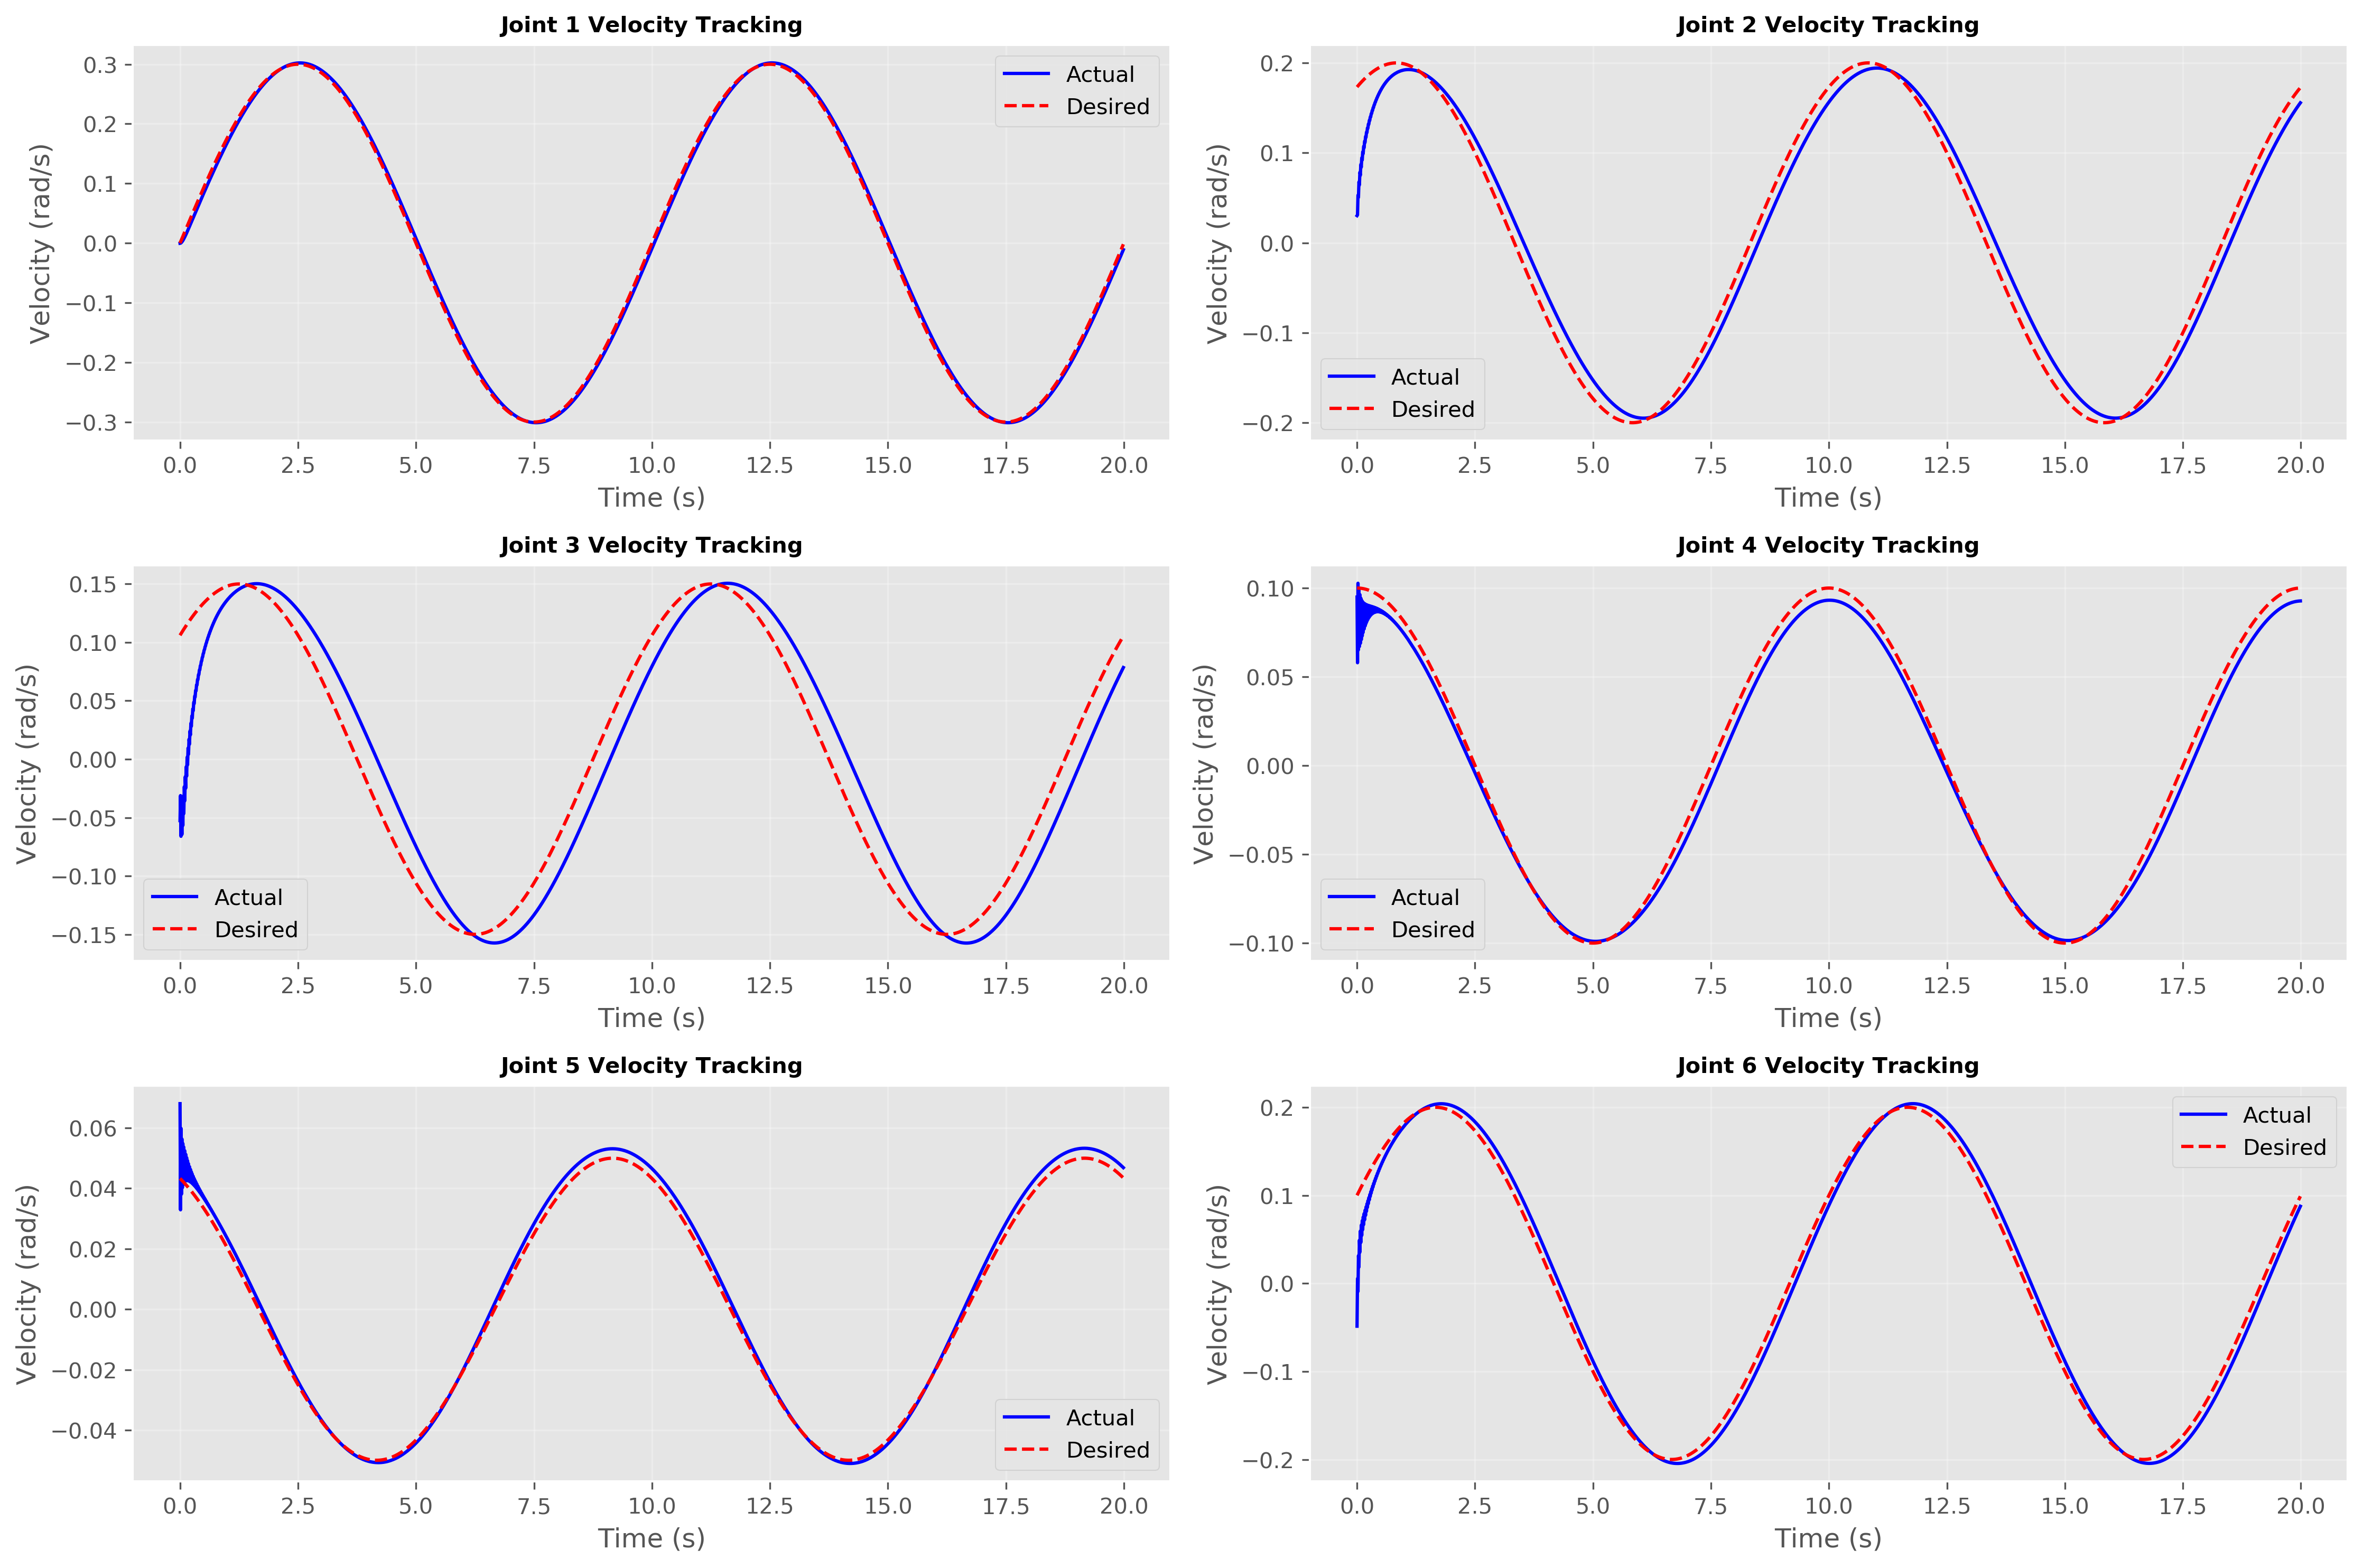 Joint 1 Velocity Tracking
Velocity (rad/s)
0.3
0.2
0.1
0.0
−0.1
−0.2
−0.3
Actual
Desired
0.0 2.5 5.0 7.5 10.0 12.5 15.0 17.5 20.0
Time (s)
Joint 2 Velocity Tracking
Velocity (rad/s)
0.2
0.1
0.0
−0.1
−0.2
Actual
Desired
0.0 2.5 5.0 7.5 10.0 12.5 15.0 17.5 20.0
Time (s)
Joint 3 Velocity Tracking
Velocity (rad/s)
0.15
0.10
0.05
0.00
−0.05
−0.10
−0.15
Actual
Desired
0.0 2.5 5.0 7.5 10.0 12.5 15.0 17.5 20.0
Time (s)
Joint 4 Velocity Tracking
Velocity (rad/s)
0.10
0.05
0.00
−0.05
−0.10
Actual
Desired
0.0 2.5 5.0 7.5 10.0 12.5 15.0 17.5 20.0
Time (s)
Joint 5 Velocity Tracking
Velocity (rad/s)
0.06
0.04
0.02
0.00
−0.02
−0.04
Actual
Desired
0.0 2.5 5.0 7.5 10.0 12.5 15.0 17.5 20.0
Time (s)
Joint 6 Velocity Tracking
Velocity (rad/s)
0.2
0.1
0.0
−0.1
−0.2
Actual
Desired
0.0 2.5 5.0 7.5 10.0 12.5 15.0 17.5 20.0
Time (s)